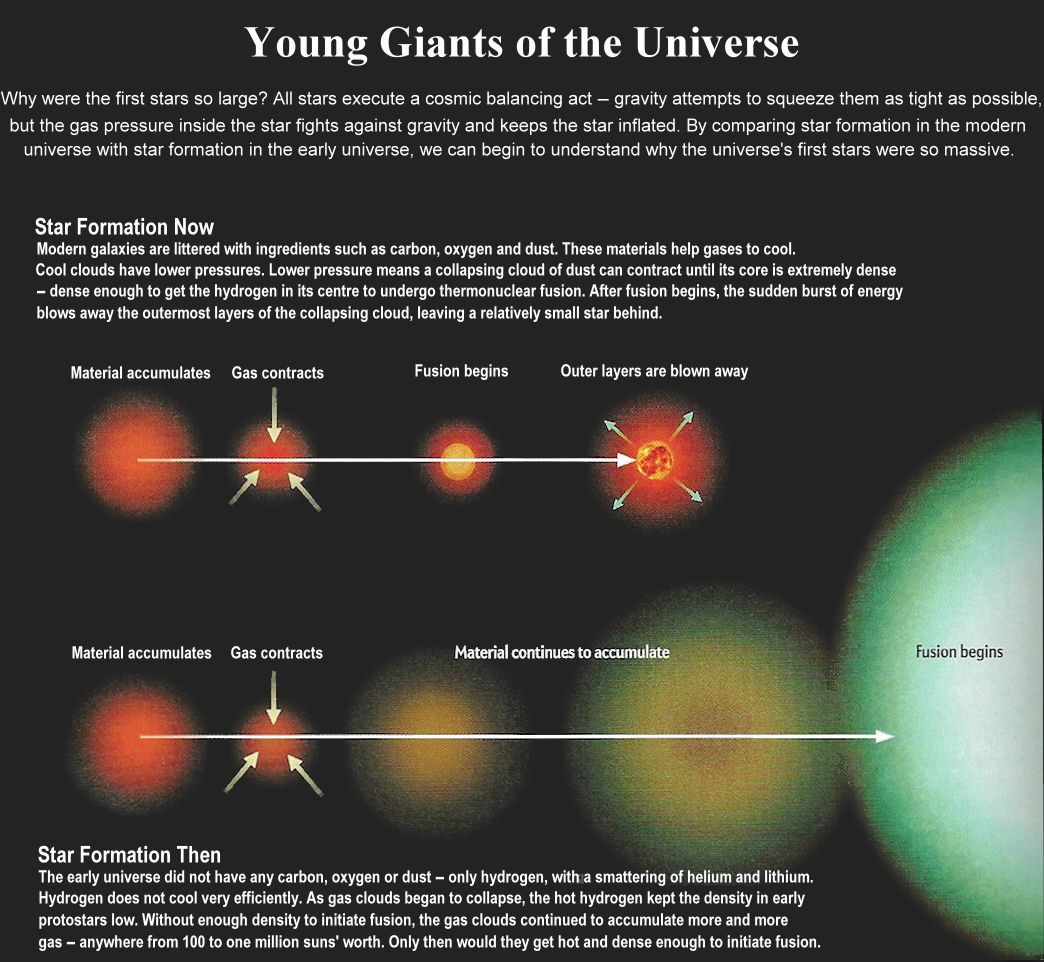 Young Giants of the Universe
Why were the first stars so large? All stars execute a cosmic balancing act – gravity attempts to squeeze them as tight as possible,
but the gas pressure inside the star fights against gravity and keeps the star inflated. By comparing star formation in the modern
universe with star formation in the early universe, we can begin to understand why the universe's first stars were so massive.
Star Formation Now
Modern galaxies are littered with ingredients such as carbon, oxygen and dust. These materials help gases to cool.
Cool clouds have lower pressures. Lower pressure means a collapsing cloud of dust can contract until its core is extremely dense
– dense enough to get the hydrogen in its centre to undergo thermonuclear fusion. After fusion begins, the sudden burst of energy
blows away the outermost layers of the collapsing cloud, leaving a relatively small star behind.
Material accumulates Gas contracts Fusion begins Outer layers are blown away
Material accumulates Gas contracts Material continues to accumulate Fusion begins
Star Formation Then
The early universe did not have any carbon, oxygen or dust – only hydrogen, with a smattering of helium and lithium.
Hydrogen does not cool very efficiently. As gas clouds began to collapse, the hot hydrogen kept the density in early
protostars low. Without enough density to initiate fusion, the gas clouds continued to accumulate more and more
gas – anywhere from 100 to one million suns' worth. Only then would they get hot and dense enough to initiate fusion.